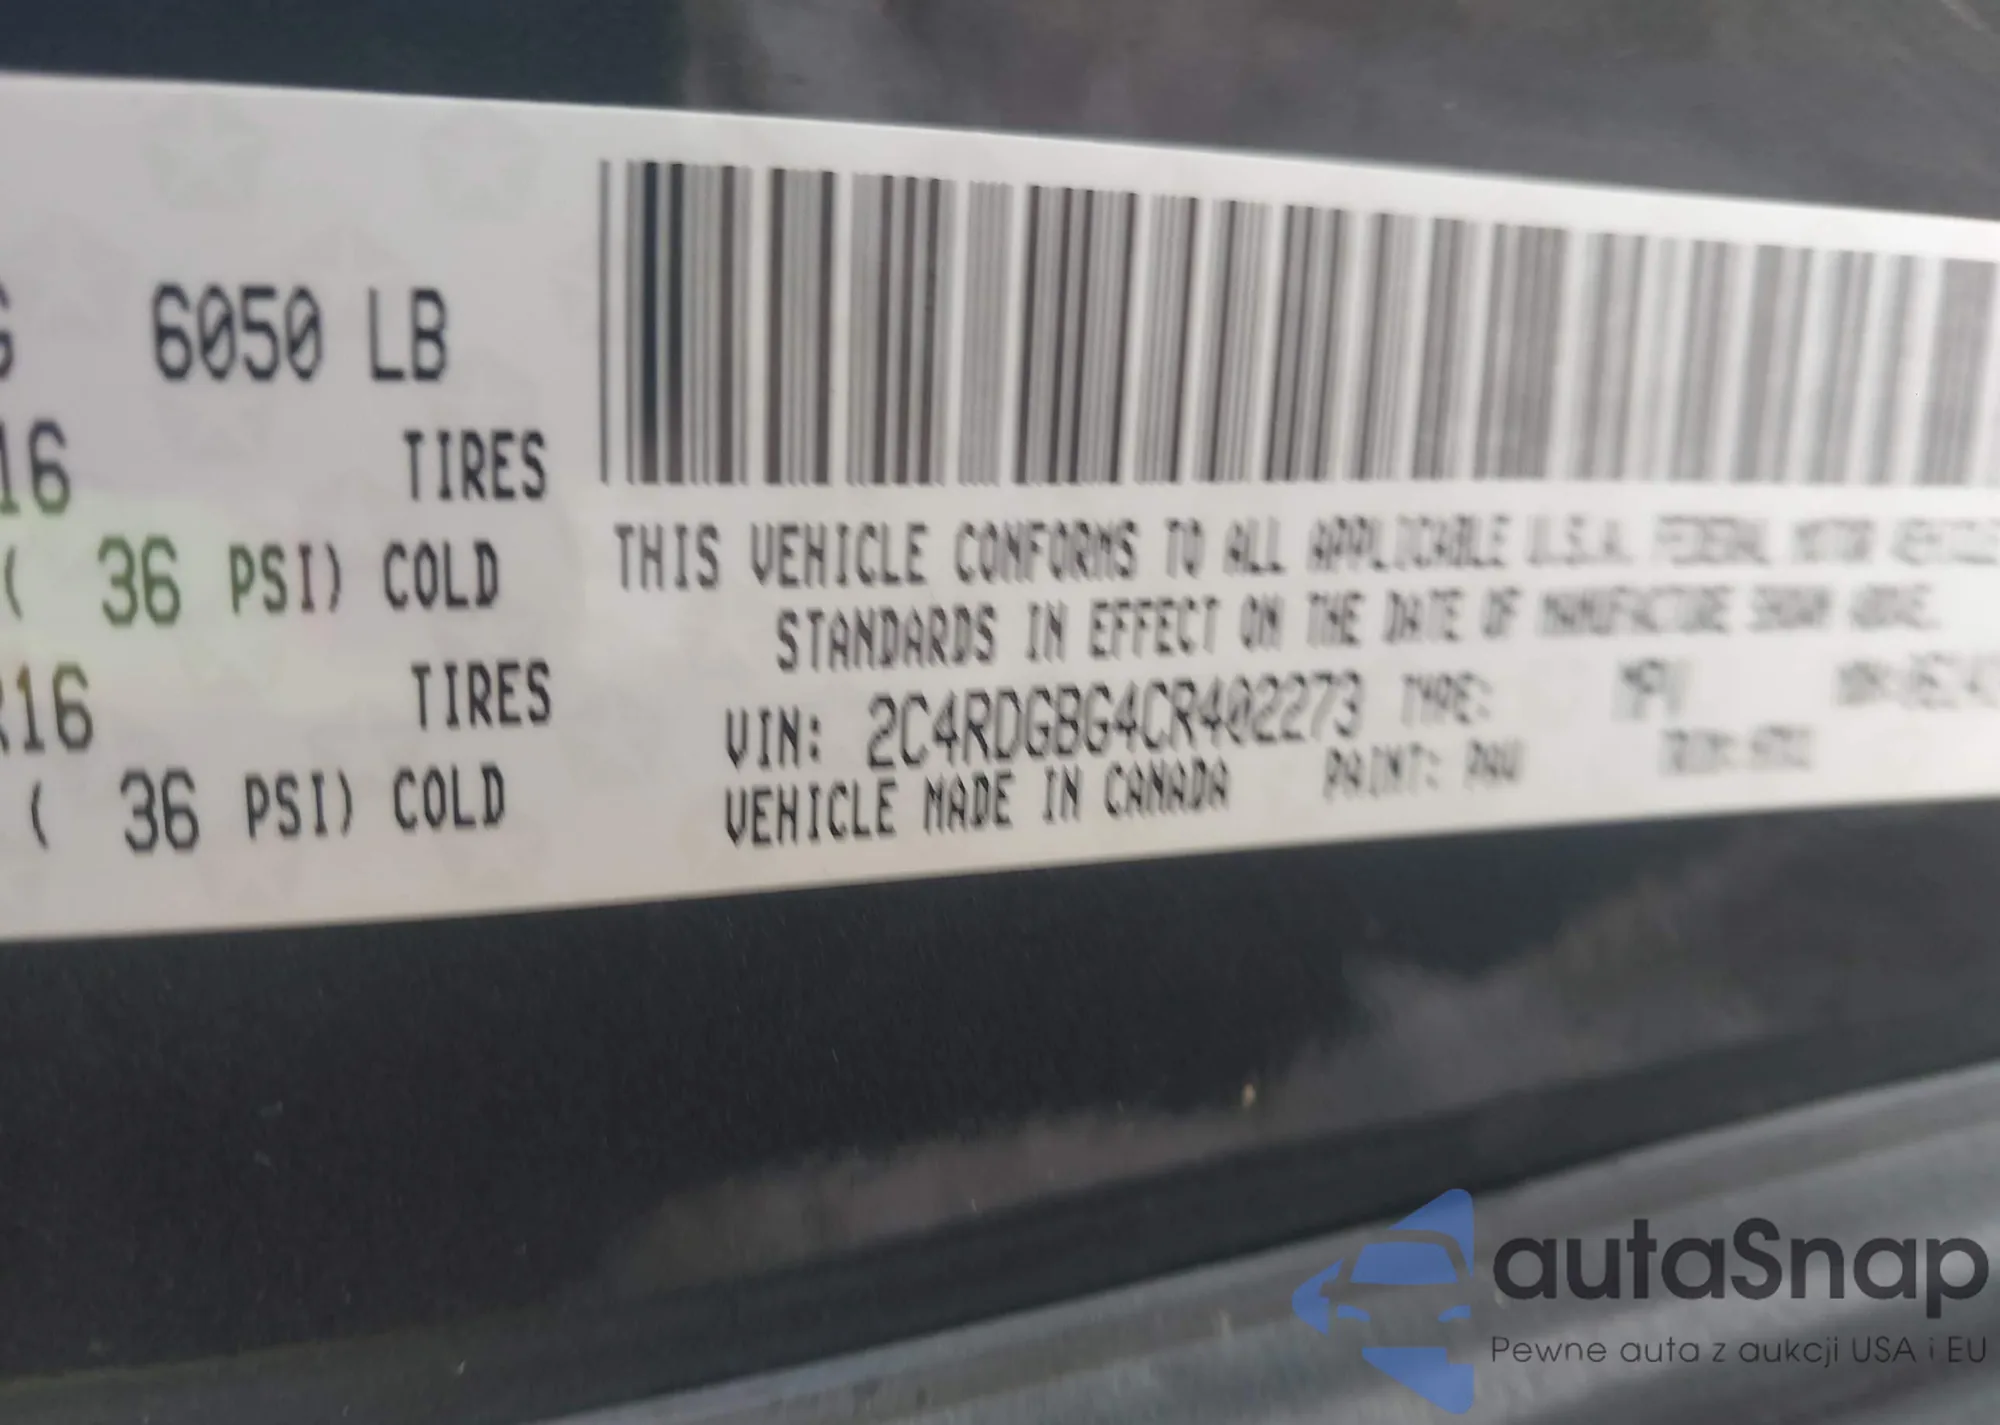 6050 LB
16 TIRES
( 36 PSI) COLD
R16 TIRES
( 36 PSI) COLD
THIS VEHICLE CONFORMS TO ALL APPLICABLE U.S.A. FEDERAL MOTOR VEHICLE
STANDARDS IN EFFECT ON THE DATE OF MANUFACTURE SHOWN ABOVE.
VIN: 2C4RDGBG4CR402273 TYPE: MPV
VEHICLE MADE IN CANADA PAINT: PAU
autaSnap
Pewne auta z aukcji USA i EU